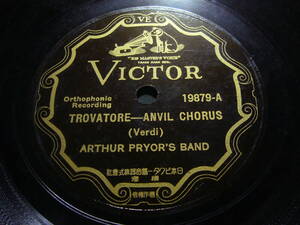 VE
"HIS MASTER'S VOICE"
VICTOR
Orthophonic
Recording
19879-A
TROVATORE—ANVIL CHORUS
(Verdi)
ARTHUR PRYOR'S BAND